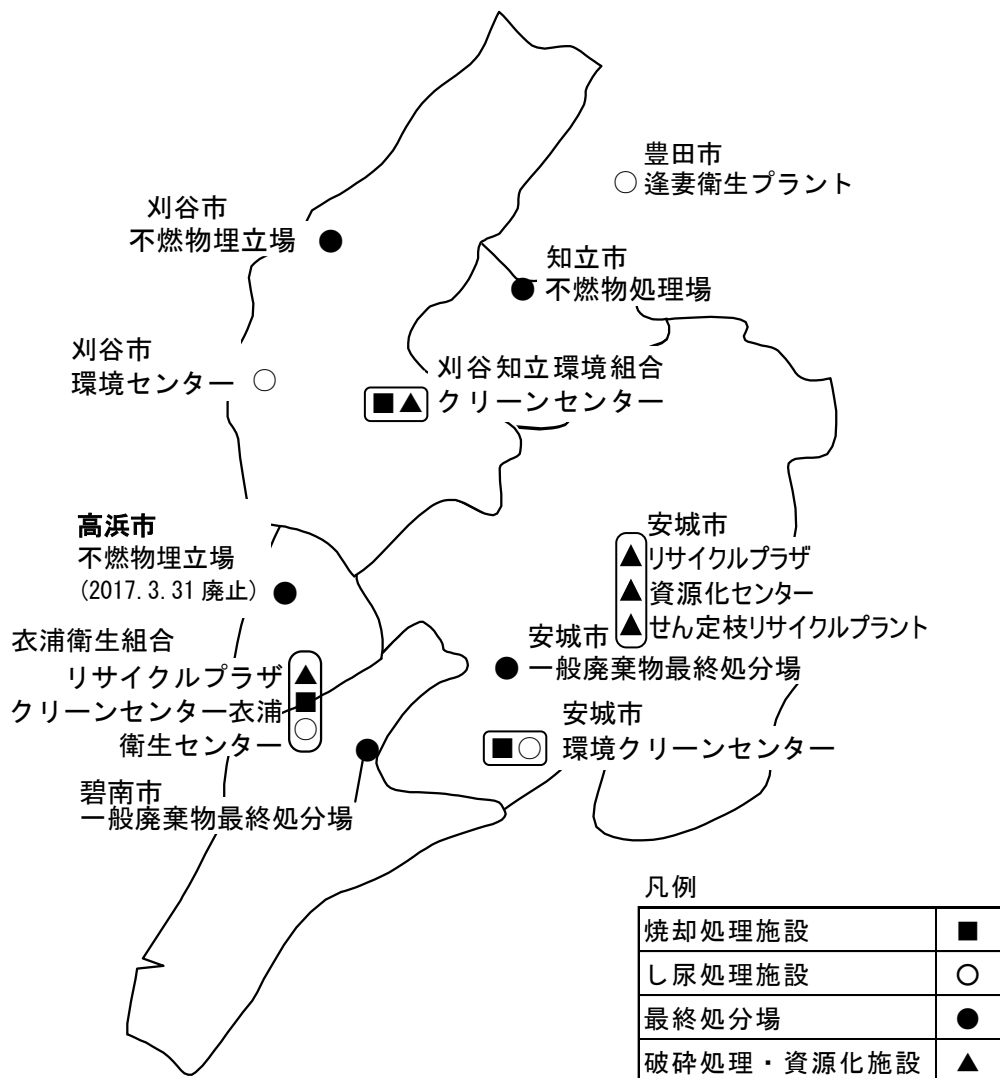 豊田市
○ 逢妻衛生プラント
刈谷市
不燃物埋立場 ●
知立市
● 不燃物処理場
刈谷市
環境センター ○
刈谷知立環境組合
■▲ クリーンセンター
高浜市
不燃物埋立場
(2017.3.31 廃止) ●
安城市
▲ リサイクルプラザ
▲ 資源化センター
▲ せん定枝リサイクルプラント
衣浦衛生組合
リサイクルプラザ ▲
クリーンセンター衣浦 ■
衛生センター ○
安城市
● 一般廃棄物最終処分場
安城市
■○ 環境クリーンセンター
碧南市
一般廃棄物最終処分場 ●
凡例
焼却処理施設 ■
し尿処理施設 ○
最終処分場 ●
破砕処理・資源化施設 ▲